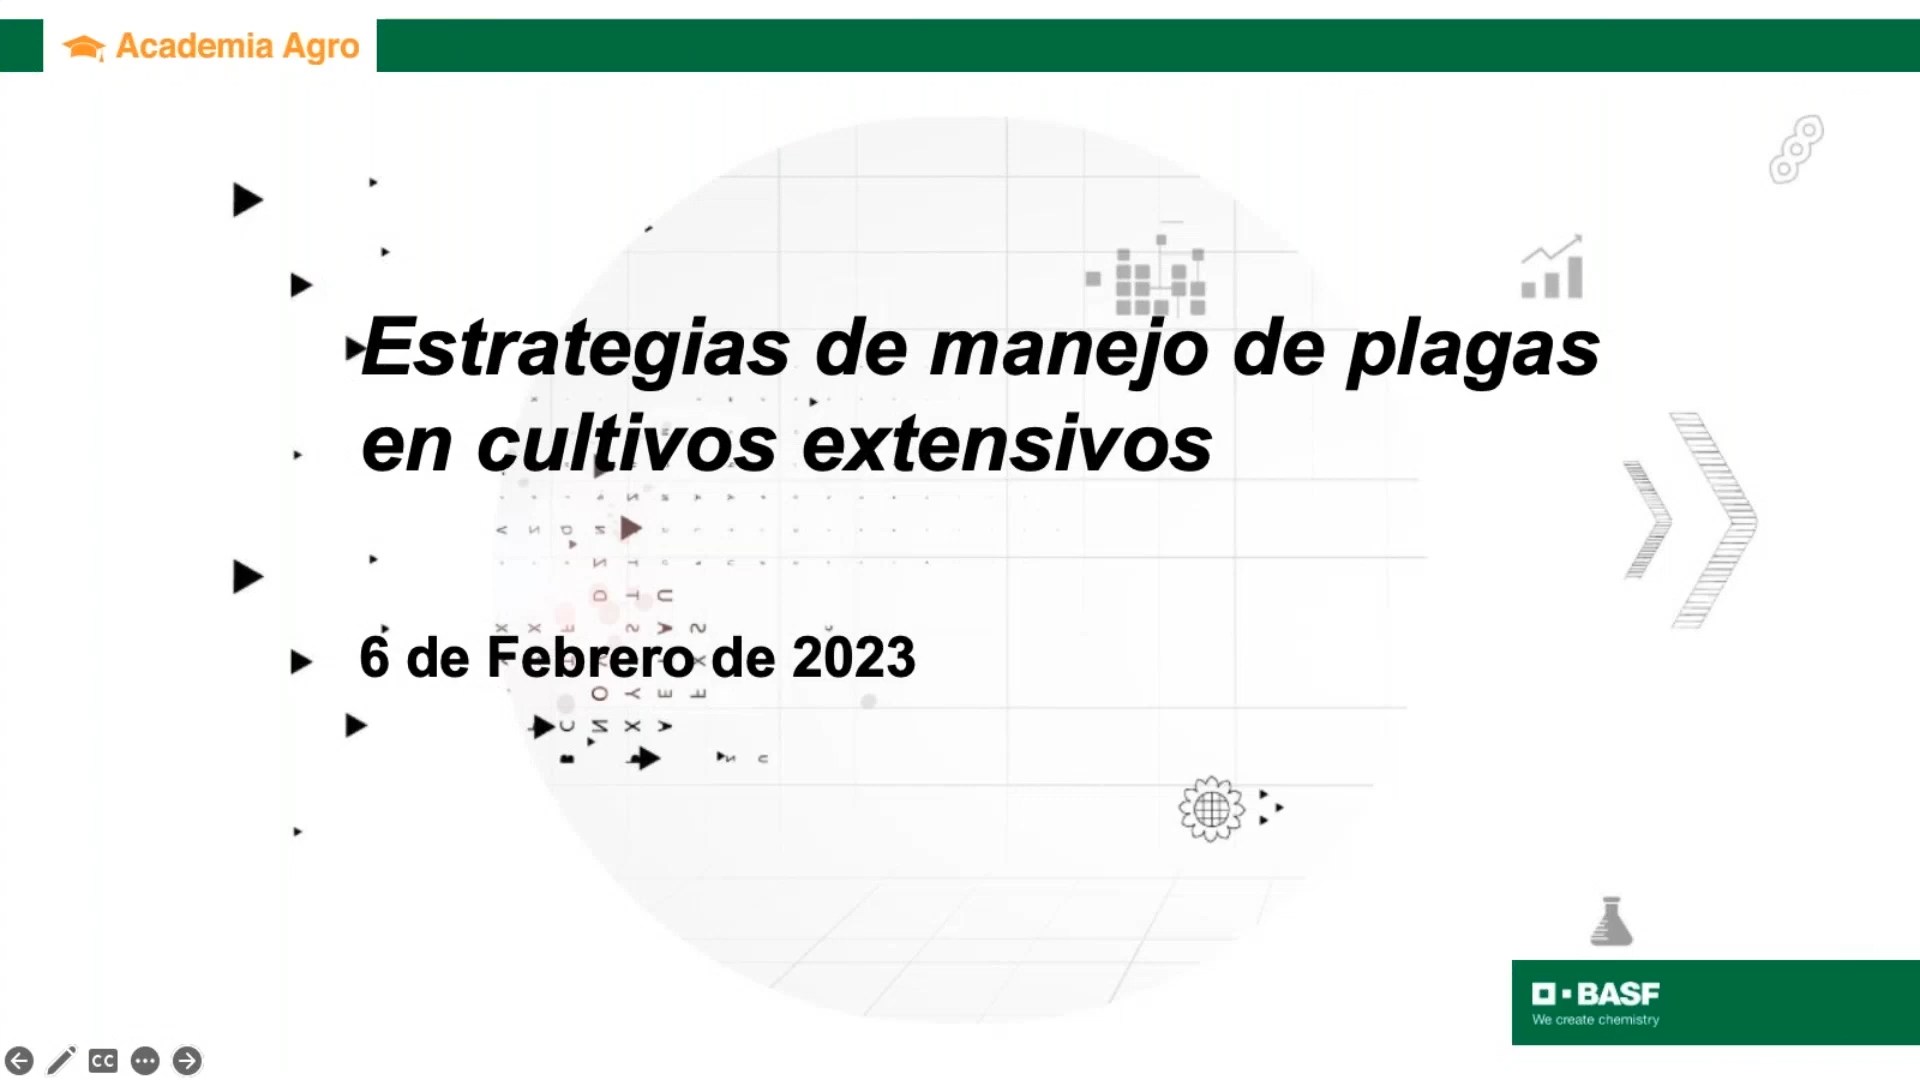 Academia Agro
Estrategias de manejo de plagas
en cultivos extensivos
6 de Febrero de 2023
BASF
We create chemistry
CC